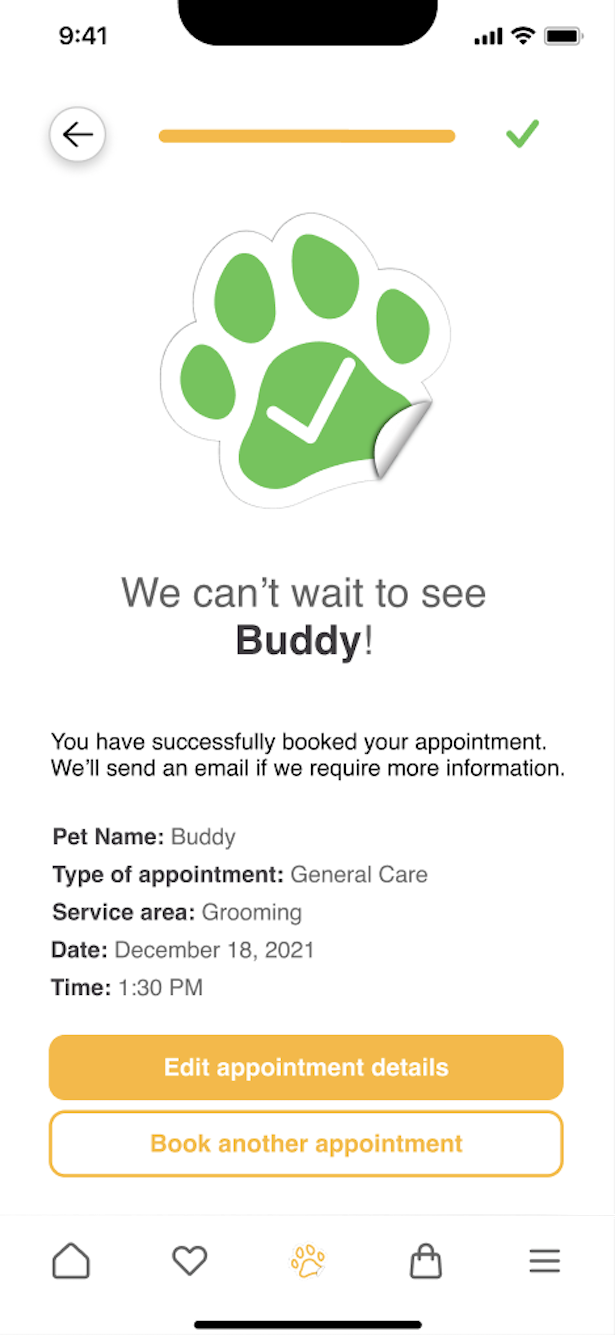 9:41
We can’t wait to see
Buddy!
You have successfully booked your appointment.
We’ll send an email if we require more information.
Pet Name: Buddy
Type of appointment: General Care
Service area: Grooming
Date: December 18, 2021
Time: 1:30 PM
Edit appointment details
Book another appointment